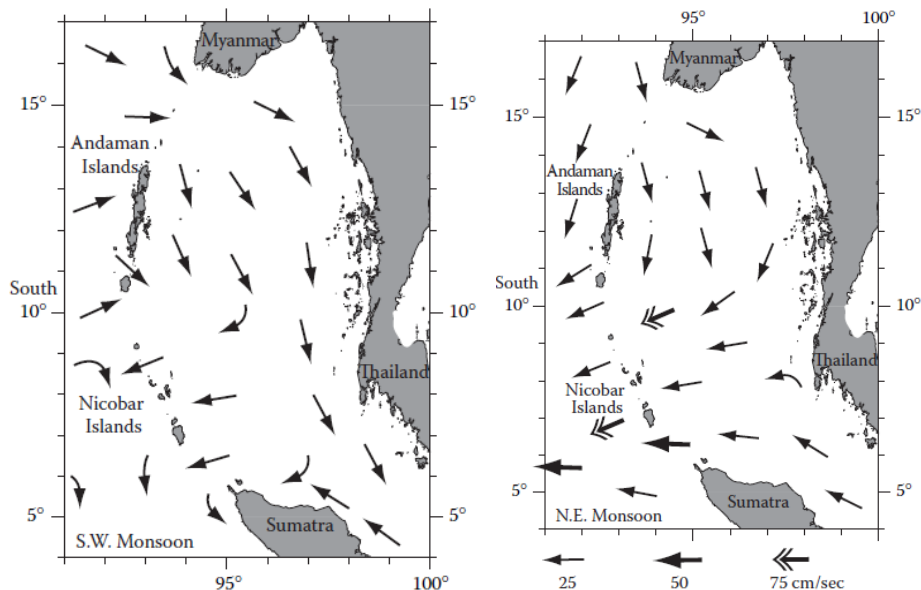 Myanmar
15°
15°
Andaman
Islands
South
10°
10°
Thailand
Nicobar
Islands
5°
5°
Sumatra
S.W. Monsoon
95°
100°
95°
100°
Myanmar
15°
15°
Andaman
Islands
South
10°
10°
Thailand
Nicobar
Islands
5°
5°
Sumatra
N.E. Monsoon
25
50
75 cm/sec